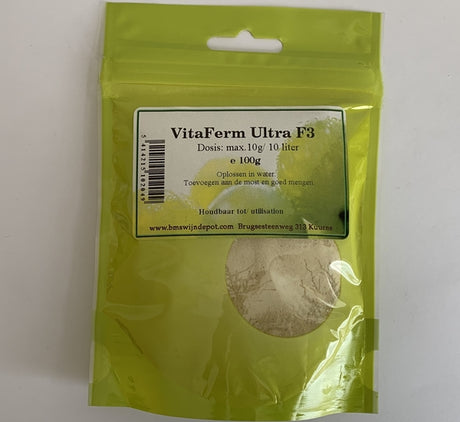 VitaFerm Ultra F3
Dosis: max.10g/ 10 liter
e 100g
Oplossen in water.
Toevoegen aan de most en goed mengen.
Houdbaar tot/ utilisation
www.bmswijndepot.com Brugsesteenweg 313 Kuurne